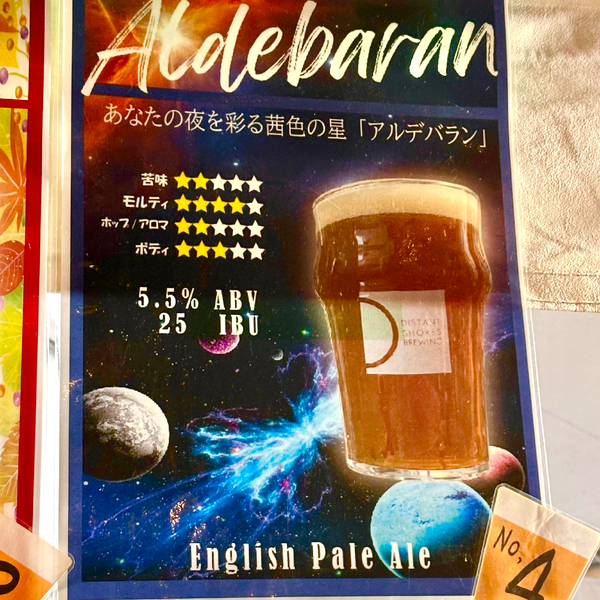 Aldebaran
あなたの夜を彩る茜色の星「アルデバラン」
苦味 ★★★★★
モルティ ★★★★★
ホップ/アロマ ★★★★★
ボディ ★★★★★
5.5% ABV
25 IBU
DISTANT
SHORES
BREWING
English Pale Ale
No, 4